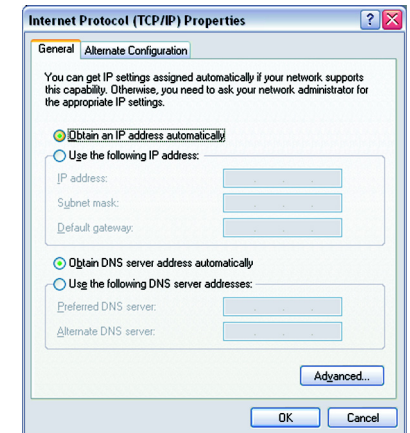 Internet Protocol (TCP/IP) Properties
General Alternate Configuration
You can get IP settings assigned automatically if your network supports
this capability. Otherwise, you need to ask your network administrator for
the appropriate IP settings.
Obtain an IP address automatically
Use the following IP address:
IP address:
Subnet mask:
Default gateway:
Obtain DNS server address automatically
Use the following DNS server addresses:
Preferred DNS server:
Alternate DNS server:
Advanced...
OK Cancel